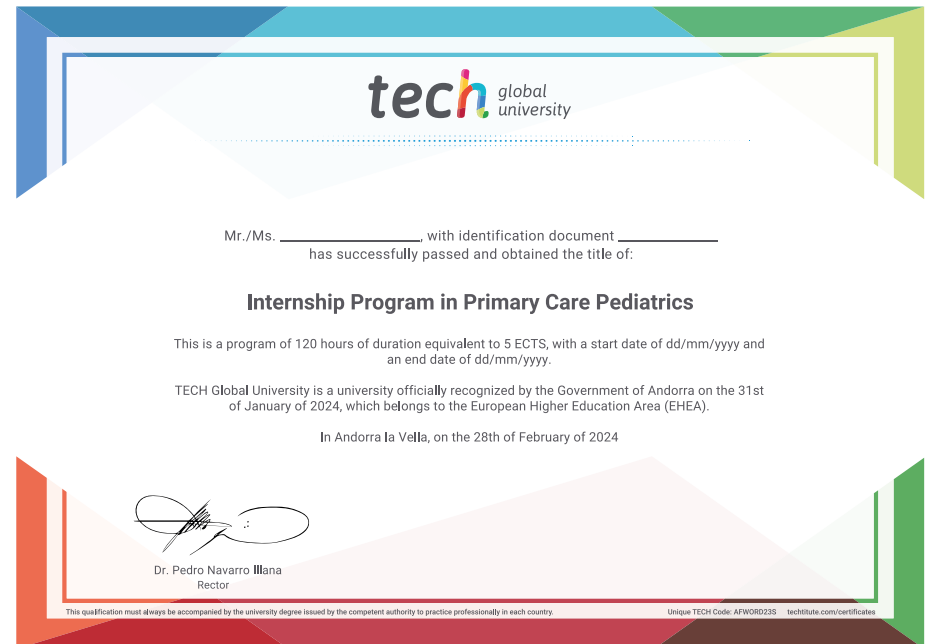 tech global university
Mr./Ms. ____________, with identification document ____________
has successfully passed and obtained the title of:
Internship Program in Primary Care Pediatrics
This is a program of 120 hours of duration equivalent to 5 ECTS, with a start date of dd/mm/yyyy and
an end date of dd/mm/yyyy.
TECH Global University is a university officially recognized by the Government of Andorra on the 31st
of January of 2024, which belongs to the European Higher Education Area (EHEA).
In Andorra la Vella, on the 28th of February of 2024
Dr. Pedro Navarro Illana
Rector
This qualification must always be accompanied by the university degree issued by the competent authority to practice professionally in each country.
Unique TECH Code: AFWORD23S techtitute.com/certificates